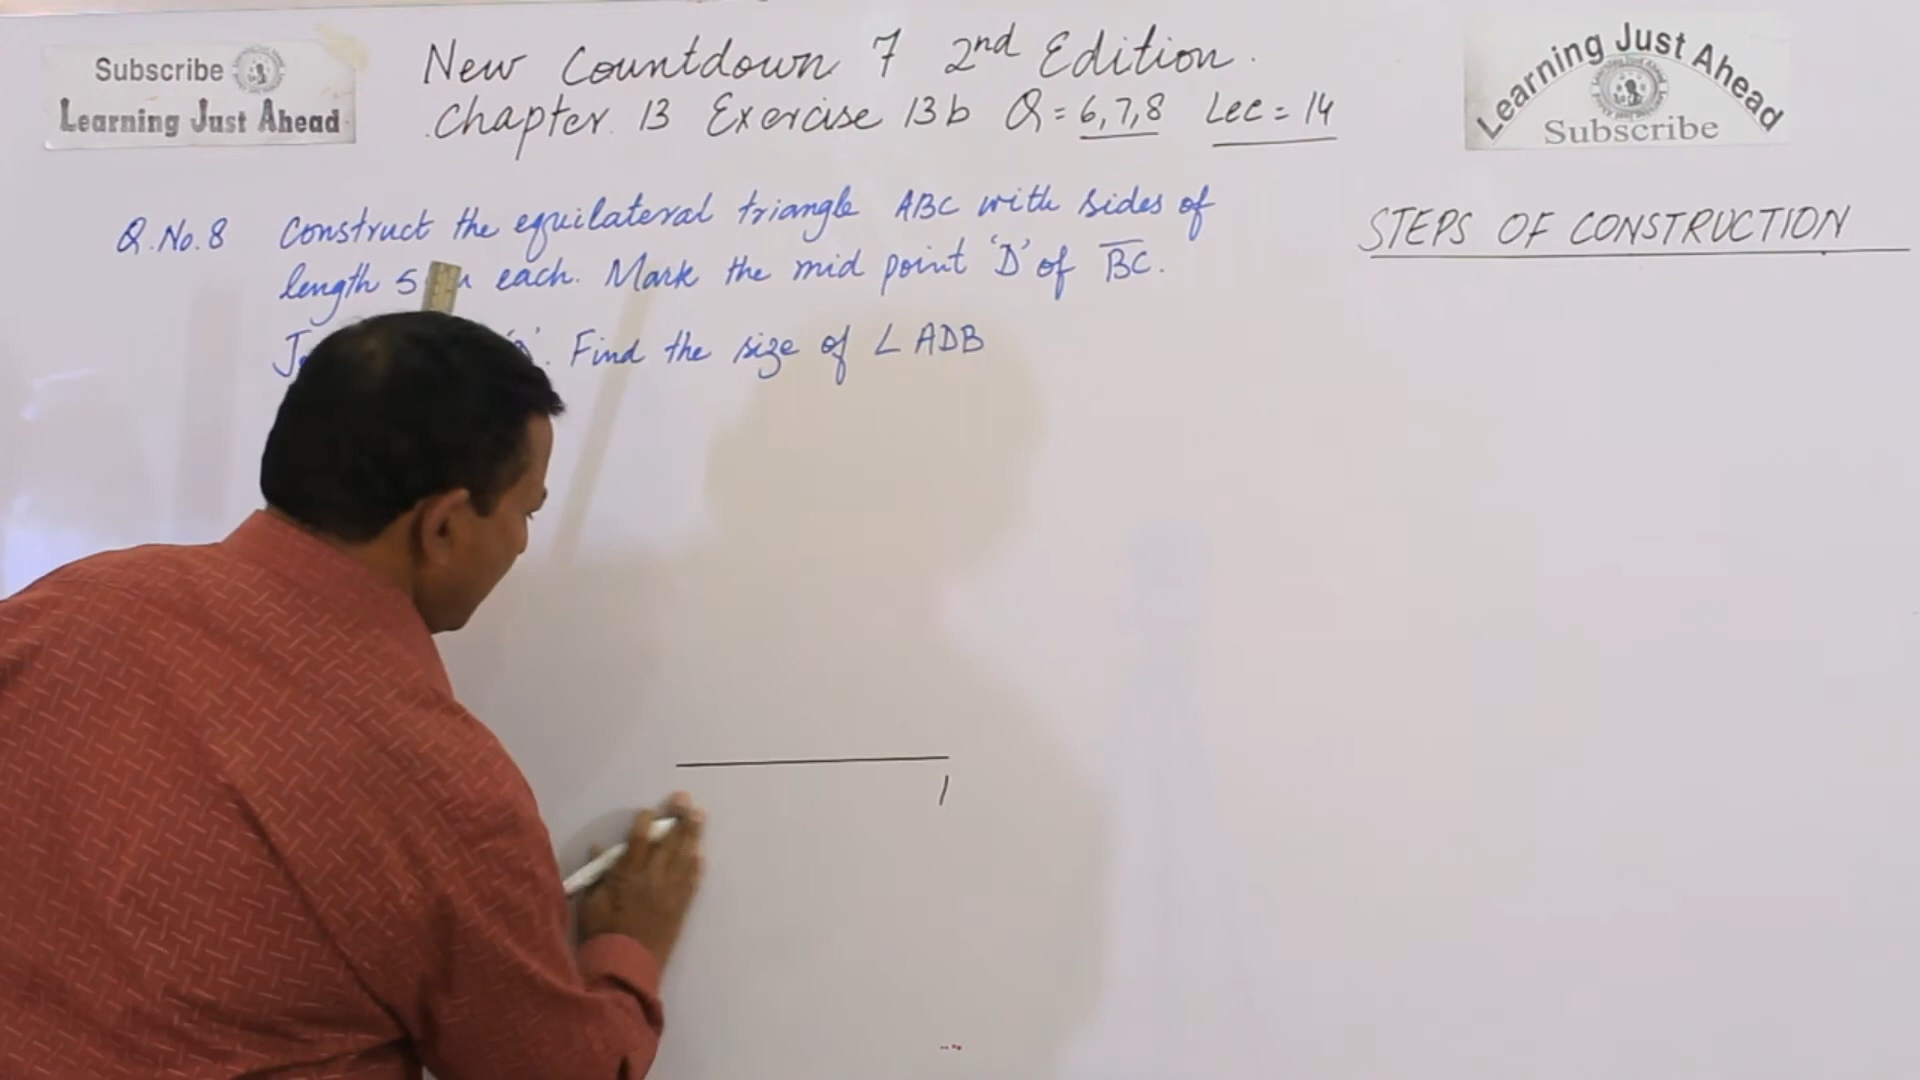 Subscribe
Learning Just Ahead
New Countdown 7 2nd Edition.
Chapter 13 Exercise 13b Q = 6,7,8 Lec = 14
Learning Just Ahead
Subscribe
Q.No.8 Construct the equilateral triangle ABC with sides of
length 5 each. Mark the mid point 'D' of BC.
Find the size of ∠ADB
STEPS OF CONSTRUCTION